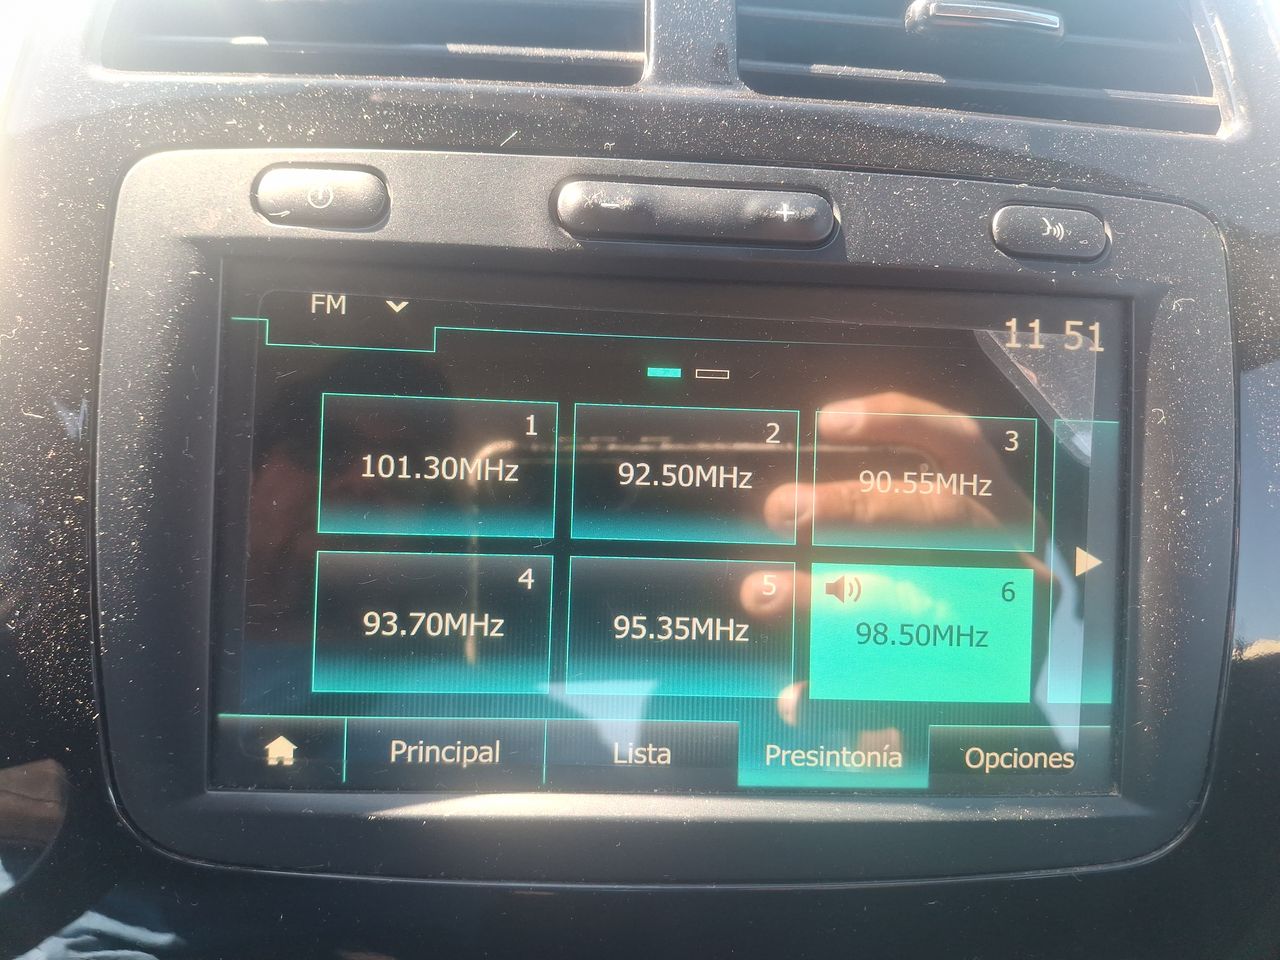 - +
FM
11 51
1
101.30MHz
2
92.50MHz
3
90.55MHz
4
93.70MHz
5
95.35MHz
6
98.50MHz
Principal
Lista
Presintonía
Opciones